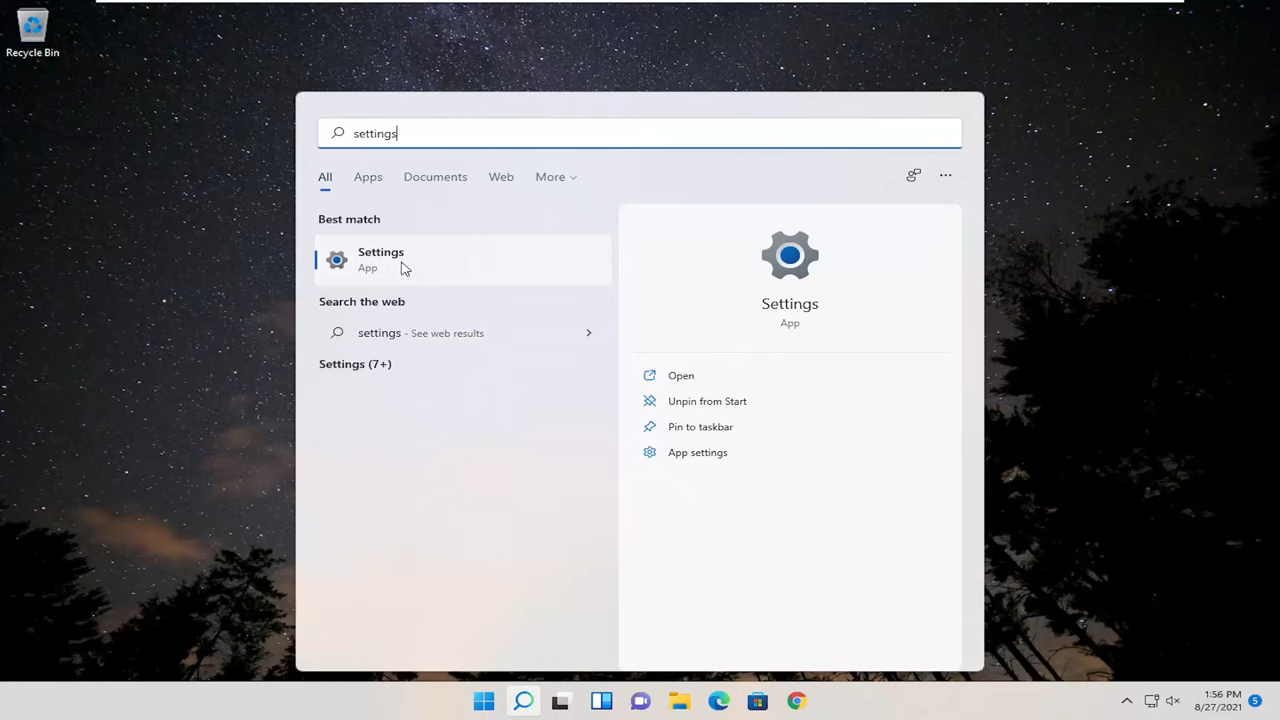 Recycle Bin
settings
All Apps Documents Web More
Best match
Settings
App
Search the web
settings - See web results
Settings (7+)
Settings
App
Open
Unpin from Start
Pin to taskbar
App settings
1:56 PM
8/27/2021
5